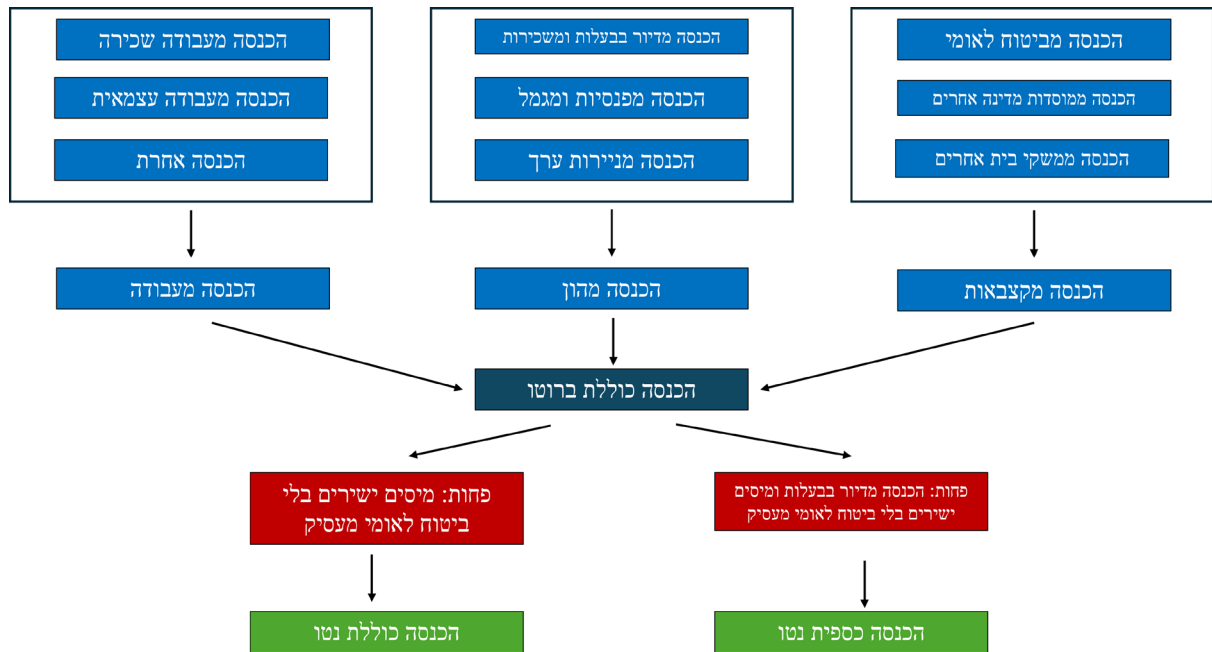 הכנסה מביטוח לאומי
הכנסה ממוסדות מדינה אחרים
הכנסה ממשקי בית אחרים
הכנסה מדיור בבעלות ומשכירות
הכנסה מפנסיות ומגמל
הכנסה מניירות ערך
הכנסה מעבודה שכירה
הכנסה מעבודה עצמאית
הכנסה אחרת
הכנסה מקצבאות
הכנסה מהון
הכנסה מעבודה
הכנסה כוללת ברוטו
פחות: הכנסה מדיור בבעלות ומיסים
ישירים בלי ביטוח לאומי מעסיק
פחות: מיסים ישירים בלי
ביטוח לאומי מעסיק
הכנסה כספית נטו
הכנסה כוללת נטו